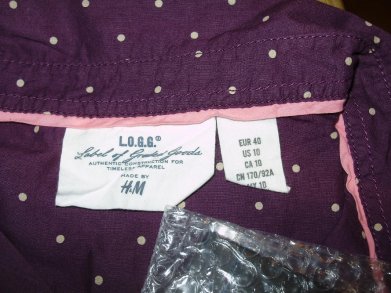 L.O.G.G.®
Label of Graded Goods
AUTHENTIC CONSTRUCTION FOR
TIMELESS APPAREL
MADE BY
H&M
EUR 40
US 10
CA 10
CN 170/92A
10